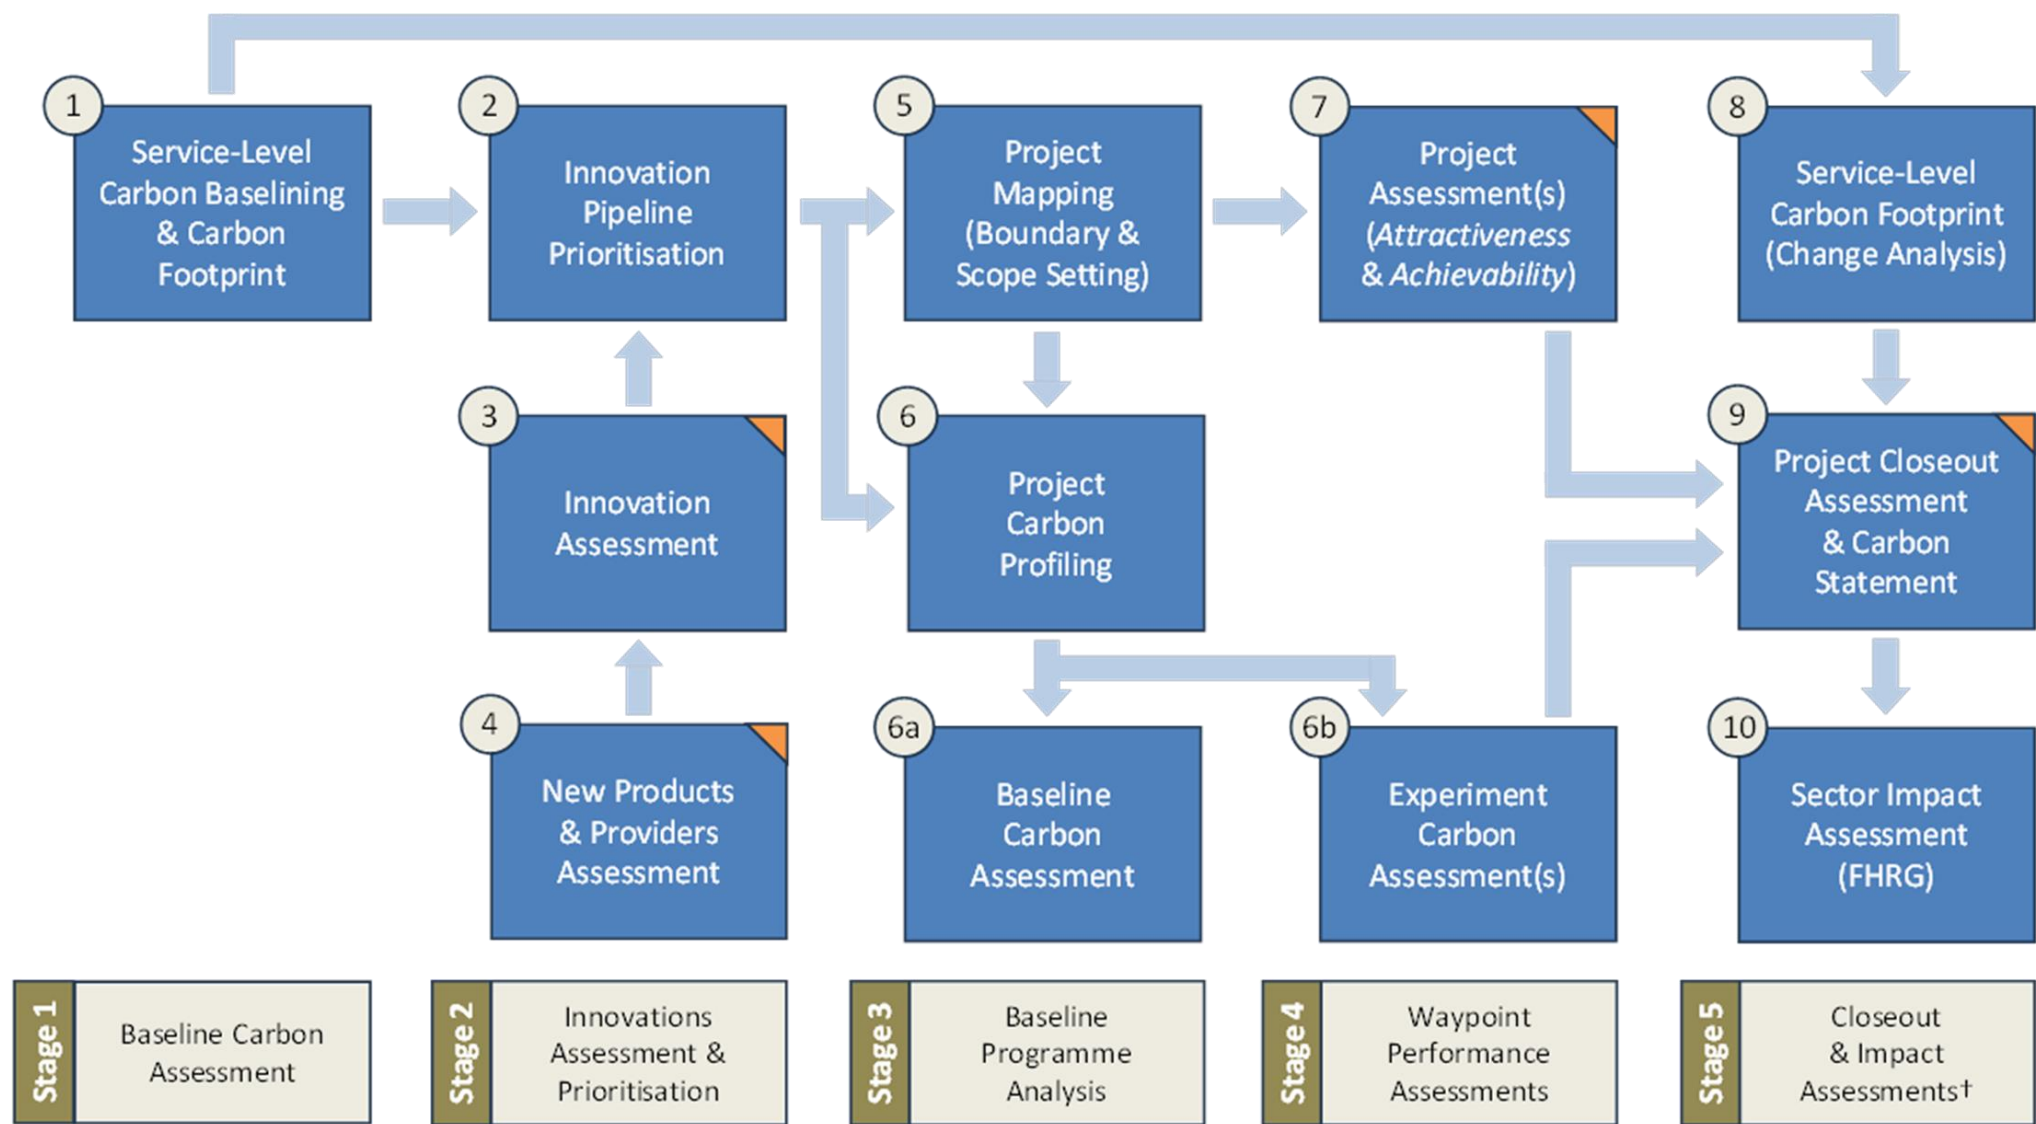 1
Service-Level
Carbon Baselining
& Carbon
Footprint
2
Innovation
Pipeline
Prioritisation
5
Project
Mapping
(Boundary &
Scope Setting)
7
Project
Assessment(s)
(Attractiveness
& Achievability)
8
Service-Level
Carbon Footprint
(Change Analysis)
3
Innovation
Assessment
6
Project
Carbon
Profiling
9
Project Closeout
Assessment
& Carbon
Statement
4
New Products
& Providers
Assessment
6a
Baseline
Carbon
Assessment
6b
Experiment
Carbon
Assessment(s)
10
Sector Impact
Assessment
(FHRG)
Stage 1
Baseline Carbon
Assessment
Stage 2
Innovations
Assessment &
Prioritisation
Stage 3
Baseline
Programme
Analysis
Stage 4
Waypoint
Performance
Assessments
Stage 5
Closeout
& Impact
Assessments†